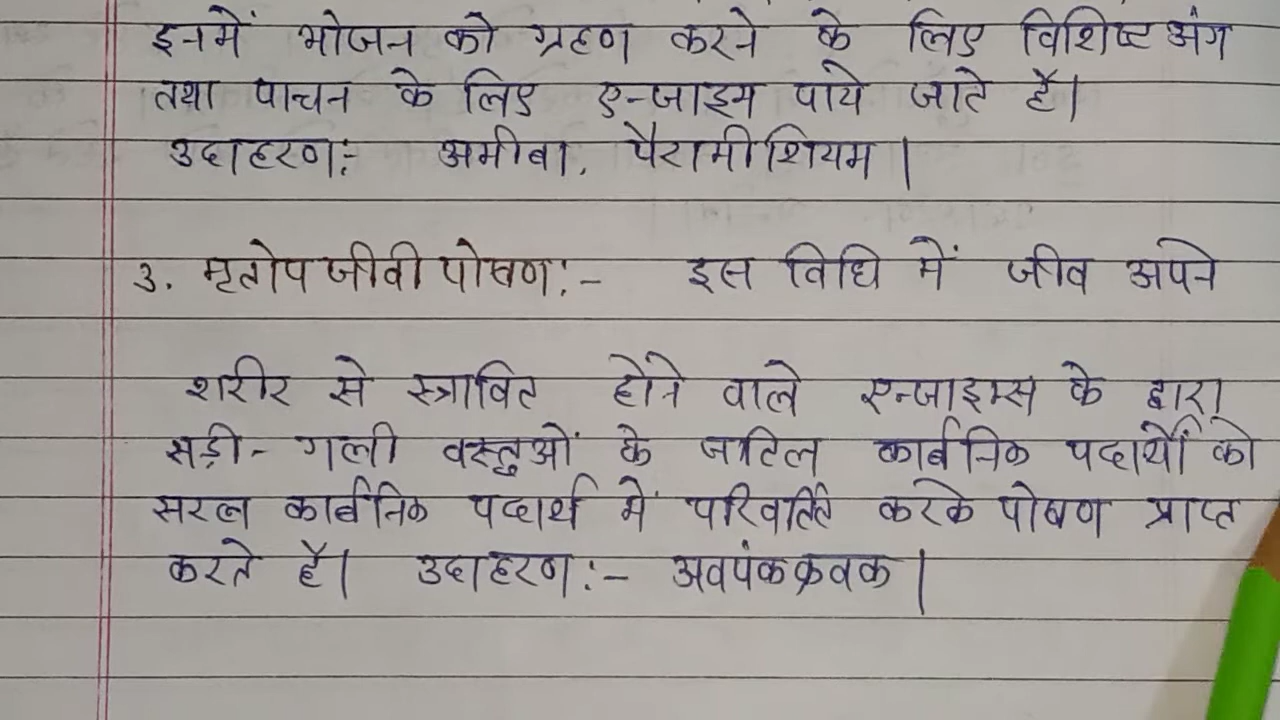 इनमें भोजन को ग्रहण करने के लिए विशिष्ट अंग
तथा पाचन के लिए ए-जाइम पाये जाते है।
उदाहरण:- अमीबा, पैरामीशियम।
3. मृतोपजीवी पोषण:- इस विधि में जीव अपने
शरीर से स्त्रावित होने वाले एन्जाइम्स के द्वारा
सड़ी-गली वस्तुओं के जटिल कार्बनिक पदार्थों को
सरल कार्बनिक पदार्थ में परिवर्तित करके पोषण प्राप्त
करते है। उदाहरण:- अवपंककवक।